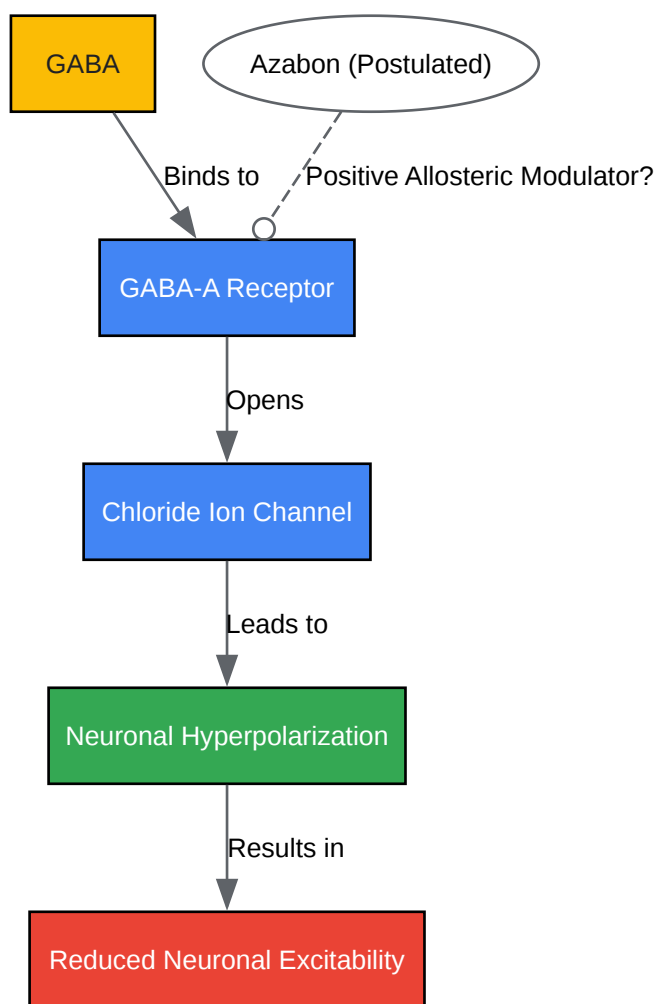 GABA
Azabon (Postulated)
Binds to
Positive Allosteric Modulator?
GABA-A Receptor
Opens
Chloride Ion Channel
Leads to
Neuronal Hyperpolarization
Results in
Reduced Neuronal Excitability